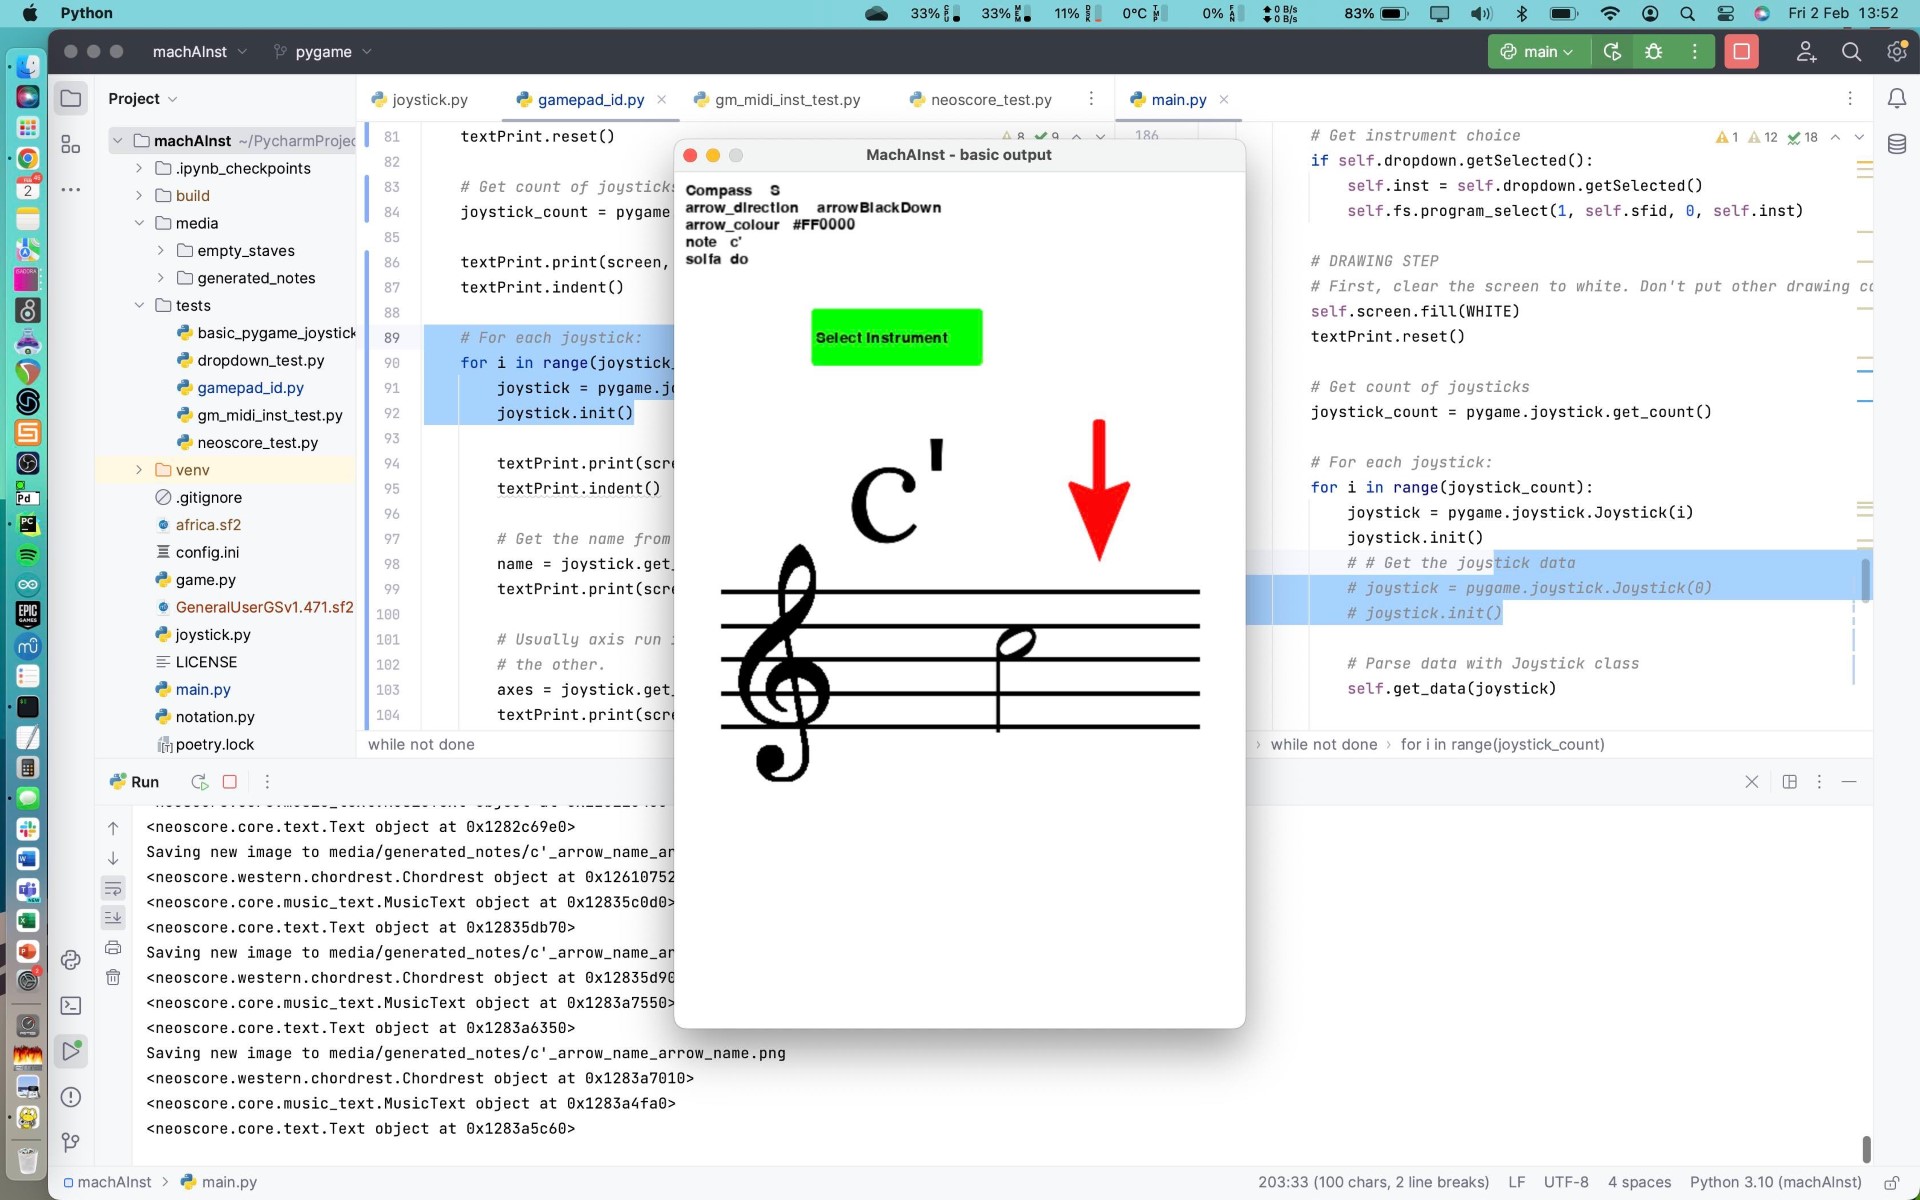 Python
33%
33%
11%
0°C
0%
0 B/s
0 B/s
83%
Fri 2 Feb 13:52
machAInst
pygame
main
Project
joystick.py
gamepad_id.py
gm_midi_inst_test.py
neoscore_test.py
main.py
machAInst ~/PycharmProjec
.ipynb_checkpoints
build
media
empty_staves
generated_notes
tests
basic_pygame_joystick
dropdown_test.py
gamepad_id.py
gm_midi_inst_test.py
neoscore_test.py
venv
.gitignore
africa.sf2
config.ini
game.py
GeneralUserGSv1.471.sf2
joystick.py
LICENSE
main.py
notation.py
poetry.lock
81 textPrint.reset()
82
83 # Get count of joysticks
84 joystick_count = pygame
85
86 textPrint.print(screen,
87 textPrint.indent()
88
89 # For each joystick:
90 for i in range(joystick_
91 joystick = pygame.jo
92 joystick.init()
93
94 textPrint.print(scre
95 textPrint.indent()
96
97 # Get the name from
98 name = joystick.get_
99 textPrint.print(scre
100
101 # Usually axis run
102 # the other.
103 axes = joystick.get_
104 textPrint.print(scre
while not done
8 9
MachAInst - basic output
Compass S
arrow_direction arrowBlackDown
arrow_colour #FF0000
note c'
solfa do
Select Instrument
c'
186
1 12 18
# Get instrument choice
if self.dropdown.getSelected():
self.inst = self.dropdown.getSelected()
self.fs.program_select(1, self.sfid, 0, self.inst)
# DRAWING STEP
# First, clear the screen to white. Don't put other drawing co
self.screen.fill(WHITE)
textPrint.reset()
# Get count of joysticks
joystick_count = pygame.joystick.get_count()
# For each joystick:
for i in range(joystick_count):
joystick = pygame.joystick.Joystick(i)
joystick.init()
# # Get the joystick data
# joystick = pygame.joystick.Joystick(0)
# joystick.init()
# Parse data with Joystick class
self.get_data(joystick)
while not done › for i in range(joystick_count)
Run
<neoscore.core.text.Text object at 0x1282c69e0>
Saving new image to media/generated_notes/c'_arrow_name_ar
<neoscore.western.chordrest.Chordrest object at 0x12610752
<neoscore.core.music_text.MusicText object at 0x12835c0d0>
<neoscore.core.text.Text object at 0x12835db70>
Saving new image to media/generated_notes/c'_arrow_name_ar
<neoscore.western.chordrest.Chordrest object at 0x12835d90
<neoscore.core.music_text.MusicText object at 0x1283a7550>
<neoscore.core.text.Text object at 0x1283a6350>
Saving new image to media/generated_notes/c'_arrow_name_arrow_name.png
<neoscore.western.chordrest.Chordrest object at 0x1283a7010>
<neoscore.core.music_text.MusicText object at 0x1283a4fa0>
<neoscore.core.text.Text object at 0x1283a5c60>
machAInst › main.py
203:33 (100 chars, 2 line breaks) LF UTF-8 4 spaces Python 3.10 (machAInst)